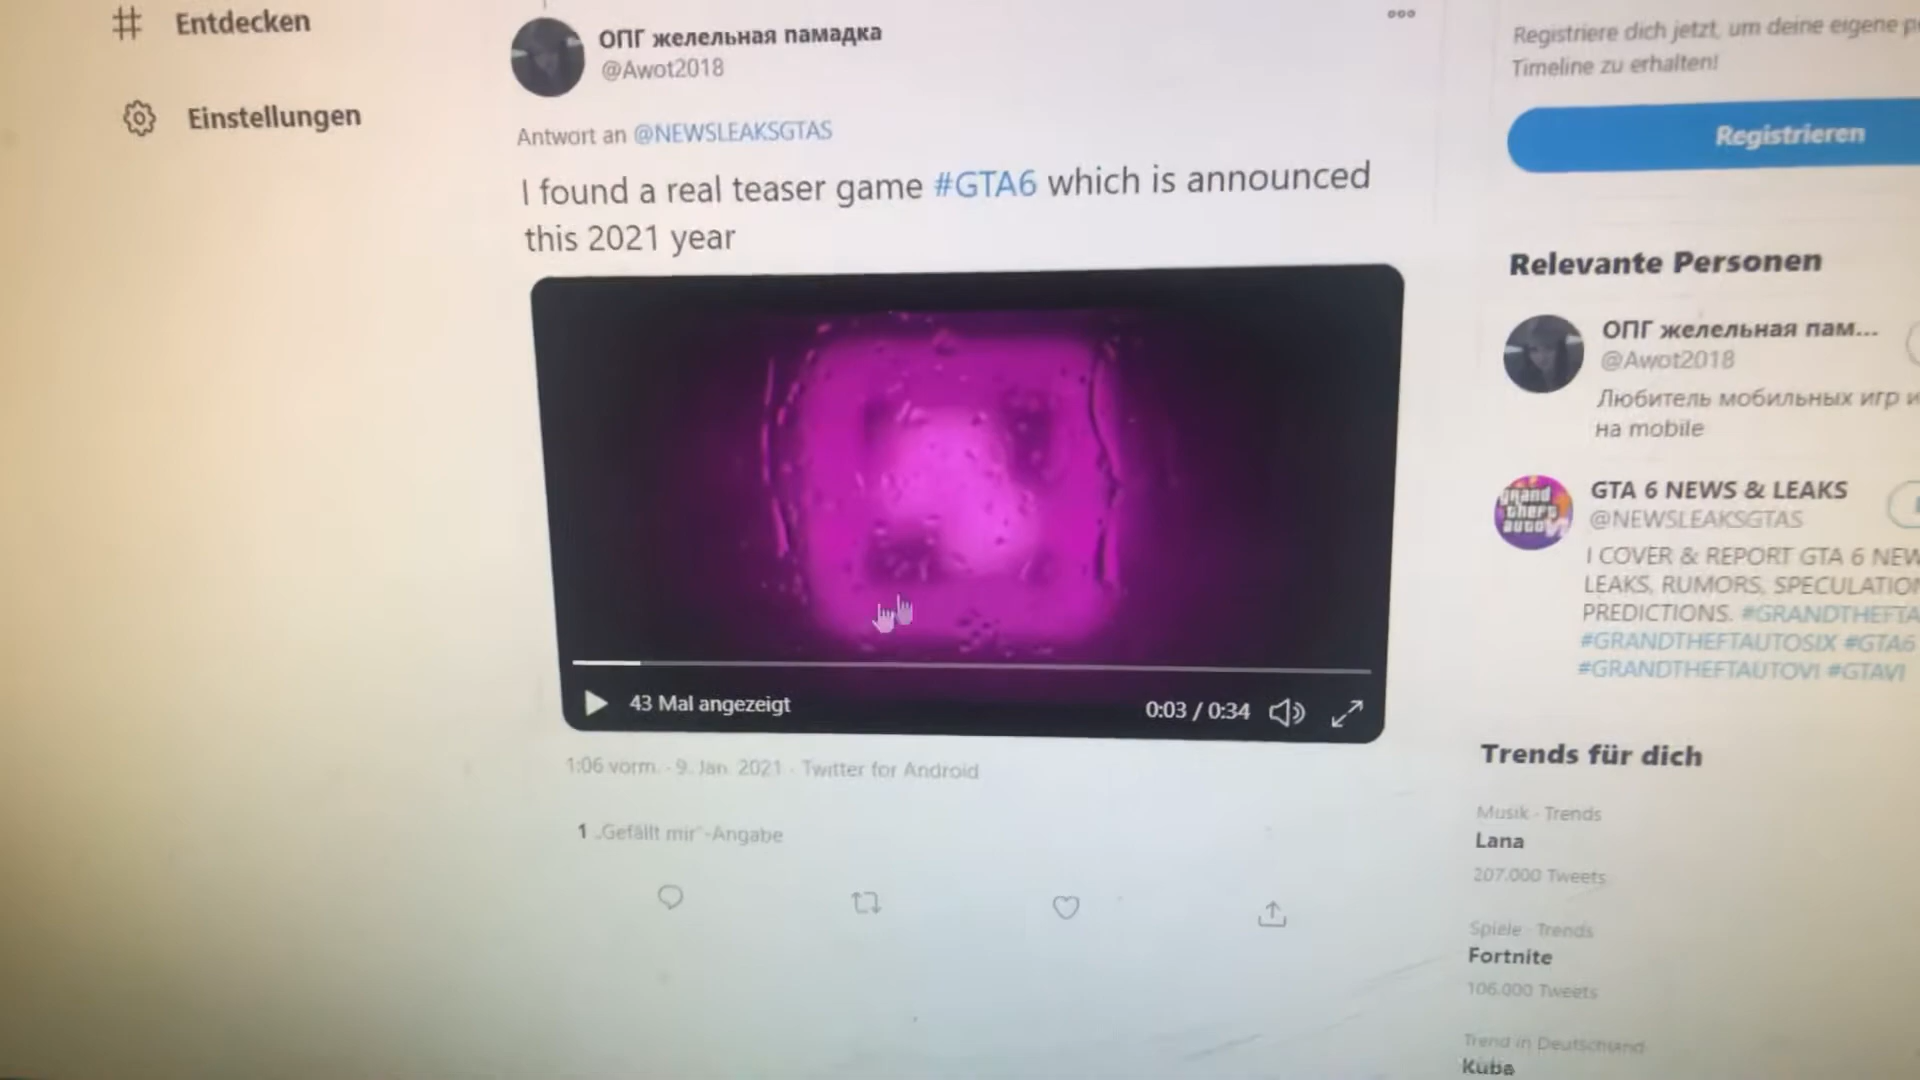 Entdecken
Einstellungen
ОПГ желельная памадка
@Awot2018
Antwort an @NEWSLEAKSGTAS
I found a real teaser game #GTA6 which is announced
this 2021 year
43 Mal angezeigt
0:03 / 0:34
1:06 vorm. · 9. Jan. 2021 · Twitter for Android
1 „Gefällt mir“-Angabe
Registriere dich jetzt, um deine eigene
Timeline zu erhalten!
Registrieren
Relevante Personen
ОПГ желельная пам...
@Awot2018
Любитель мобильных игр и
на mobile
GTA 6 NEWS & LEAKS
@NEWSLEAKSGTAS
I COVER & REPORT GTA 6 NEW
LEAKS, RUMORS, SPECULATION
PREDICTIONS. #GRANDTHEFTA
#GRANDTHEFTAUTOSIX #GTA6
#GRANDTHEFTAUTOVI #GTAVI
grand
theft
auto VI
Trends für dich
Musik · Trends
Lana
207.000 Tweets
Spiele · Trends
Fortnite
106.000 Tweets
Trend in Deutschland
Kuba